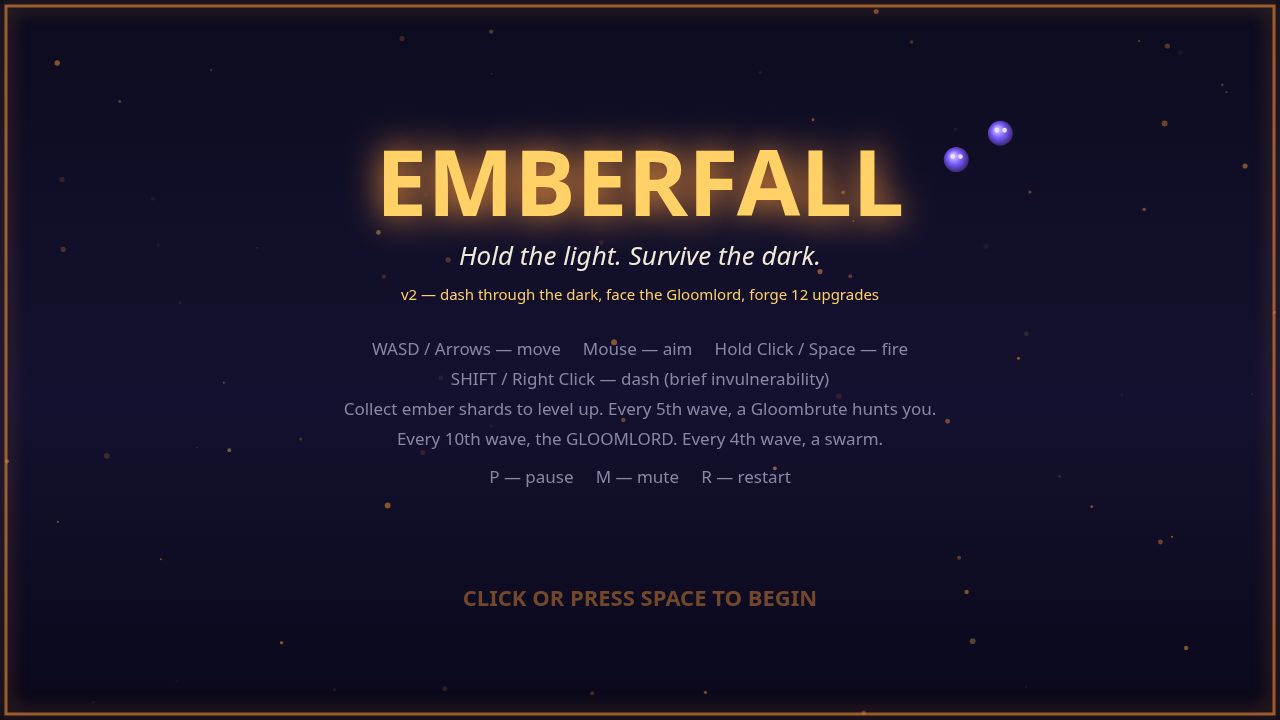 EMBERFALL
Hold the light. Survive the dark.
v2 — dash through the dark, face the Gloomlord, forge 12 upgrades
WASD / Arrows — move     Mouse — aim     Hold Click / Space — fire
SHIFT / Right Click — dash (brief invulnerability)
Collect ember shards to level up. Every 5th wave, a Gloombrute hunts you.
Every 10th wave, the GLOOMLORD. Every 4th wave, a swarm.
P — pause     M — mute     R — restart
CLICK OR PRESS SPACE TO BEGIN